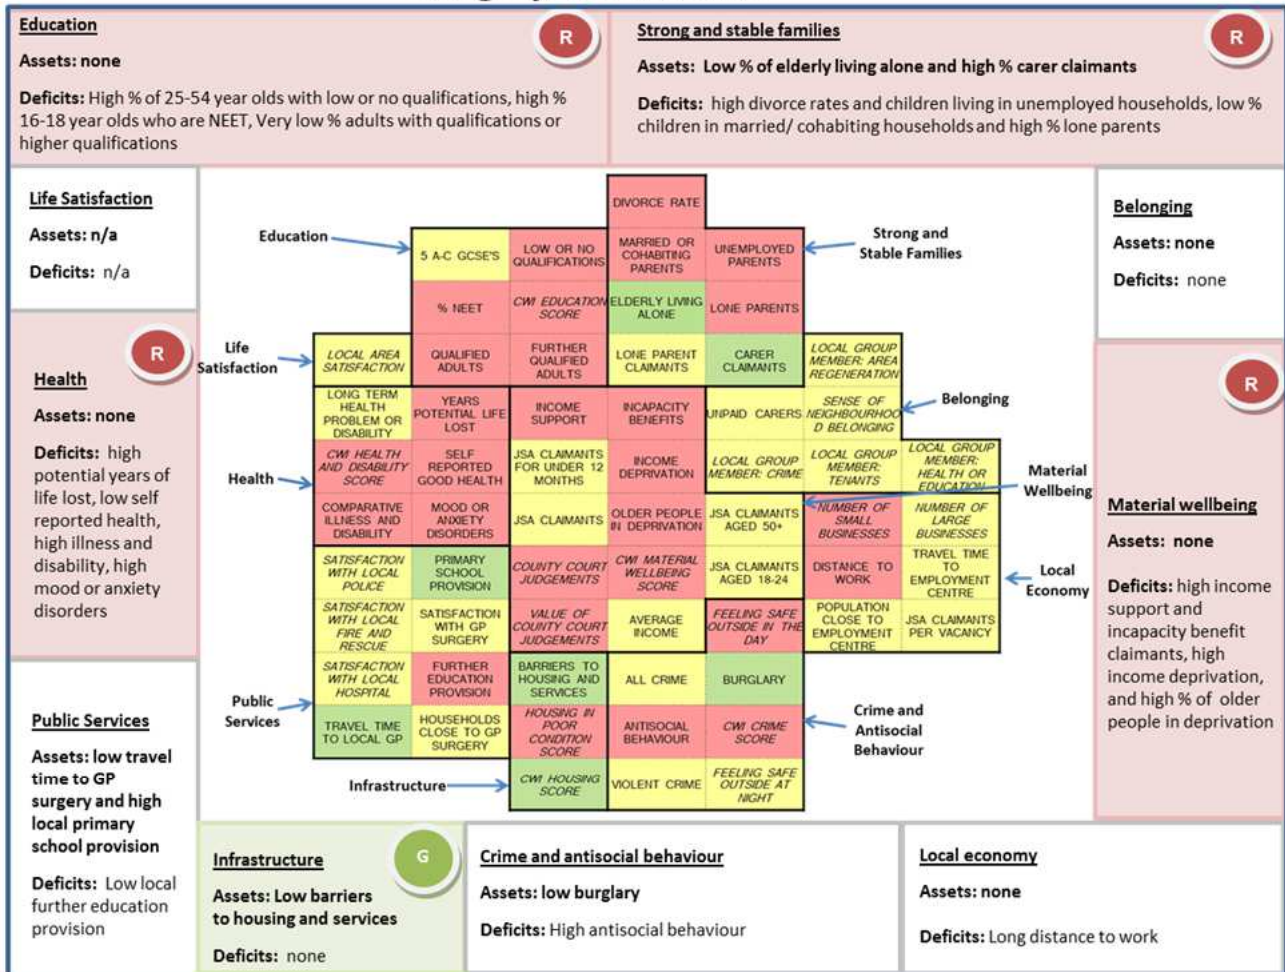 Education
R
Assets: none
Deficits: High % of 25-54 year olds with low or no qualifications, high %
16-18 year olds who are NEET, Very low % adults with qualifications or
higher qualifications
Strong and stable families
R
Assets: Low % of elderly living alone and high % carer claimants
Deficits: high divorce rates and children living in unemployed households, low %
children in married/ cohabiting households and high % lone parents
Life Satisfaction
Assets: n/a
Deficits: n/a
R
Health
Assets: none
Deficits: high
potential years of
life lost, low self
reported health,
high illness and
disability, high
mood or anxiety
disorders
Public Services
Assets: low travel
time to GP
surgery and high
local primary
school provision
Deficits: Low local
further education
provision
Education
Strong and
Stable Families
Life
Satisfaction
Belonging
Health
Material
Wellbeing
Local
Economy
Public
Services
Crime and
Antisocial
Behaviour
Infrastructure
DIVORCE RATE
5 A-C GCSE'S
LOW OR NO
QUALIFICATIONS
MARRIED OR
COHABITING
PARENTS
UNEMPLOYED
PARENTS
% NEET
CWI EDUCATION
SCORE
ELDERLY LIVING
ALONE
LONE PARENTS
LOCAL AREA
SATISFACTION
QUALIFIED
ADULTS
FURTHER
QUALIFIED
ADULTS
LONE PARENT
CLAIMANTS
CARER
CLAIMANTS
LOCAL GROUP
MEMBER: AREA
REGENERATION
LONG TERM
HEALTH
PROBLEM OR
DISABILITY
YEARS
POTENTIAL LIFE
LOST
INCOME
SUPPORT
INCAPACITY
BENEFITS
UNPAID CARERS
SENSE OF
NEIGHBOURHOO
D BELONGING
CWI HEALTH
AND DISABILITY
SCORE
SELF
REPORTED
GOOD HEALTH
JSA CLAIMANTS
FOR UNDER 12
MONTHS
INCOME
DEPRIVATION
LOCAL GROUP
MEMBER: CRIME
LOCAL GROUP
MEMBER:
TENANTS
LOCAL GROUP
MEMBER:
HEALTH OR
EDUCATION
COMPARATIVE
ILLNESS AND
DISABILITY
MOOD OR
ANXIETY
DISORDERS
JSA CLAIMANTS
OLDER PEOPLE
IN DEPRIVATION
JSA CLAIMANTS
AGED 50+
NUMBER OF
SMALL
BUSINESSES
NUMBER OF
LARGE
BUSINESSES
SATISFACTION
WITH LOCAL
POLICE
PRIMARY
SCHOOL
PROVISION
COUNTY COURT
JUDGEMENTS
CWI MATERIAL
WELLBEING
SCORE
JSA CLAIMANTS
AGED 18-24
DISTANCE TO
WORK
TRAVEL TIME
TO
EMPLOYMENT
CENTRE
SATISFACTION
WITH LOCAL
FIRE AND
RESCUE
SATISFACTION
WITH GP
SURGERY
VALUE OF
COUNTY COURT
JUDGEMENTS
AVERAGE
INCOME
FEELING SAFE
OUTSIDE IN THE
DAY
POPULATION
CLOSE TO
EMPLOYMENT
CENTRE
JSA CLAIMANTS
PER VACANCY
SATISFACTION
WITH LOCAL
HOSPITAL
FURTHER
EDUCATION
PROVISION
BARRIERS TO
HOUSING AND
SERVICES
ALL CRIME
BURGLARY
TRAVEL TIME
TO LOCAL GP
HOUSEHOLDS
CLOSE TO GP
SURGERY
HOUSING IN
POOR
CONDITION
SCORE
ANTISOCIAL
BEHAVIOUR
CWI CRIME
SCORE
CWI HOUSING
SCORE
VIOLENT CRIME
FEELING SAFE
OUTSIDE AT
NIGHT
Belonging
Assets: none
Deficits: none
R
Material wellbeing
Assets: none
Deficits: high income
support and
incapacity benefit
claimants, high
income deprivation,
and high % of older
people in deprivation
G
Infrastructure
Assets: Low barriers
to housing and services
Deficits: none
Crime and antisocial behaviour
Assets: low burglary
Deficits: High antisocial behaviour
Local economy
Assets: none
Deficits: Long distance to work